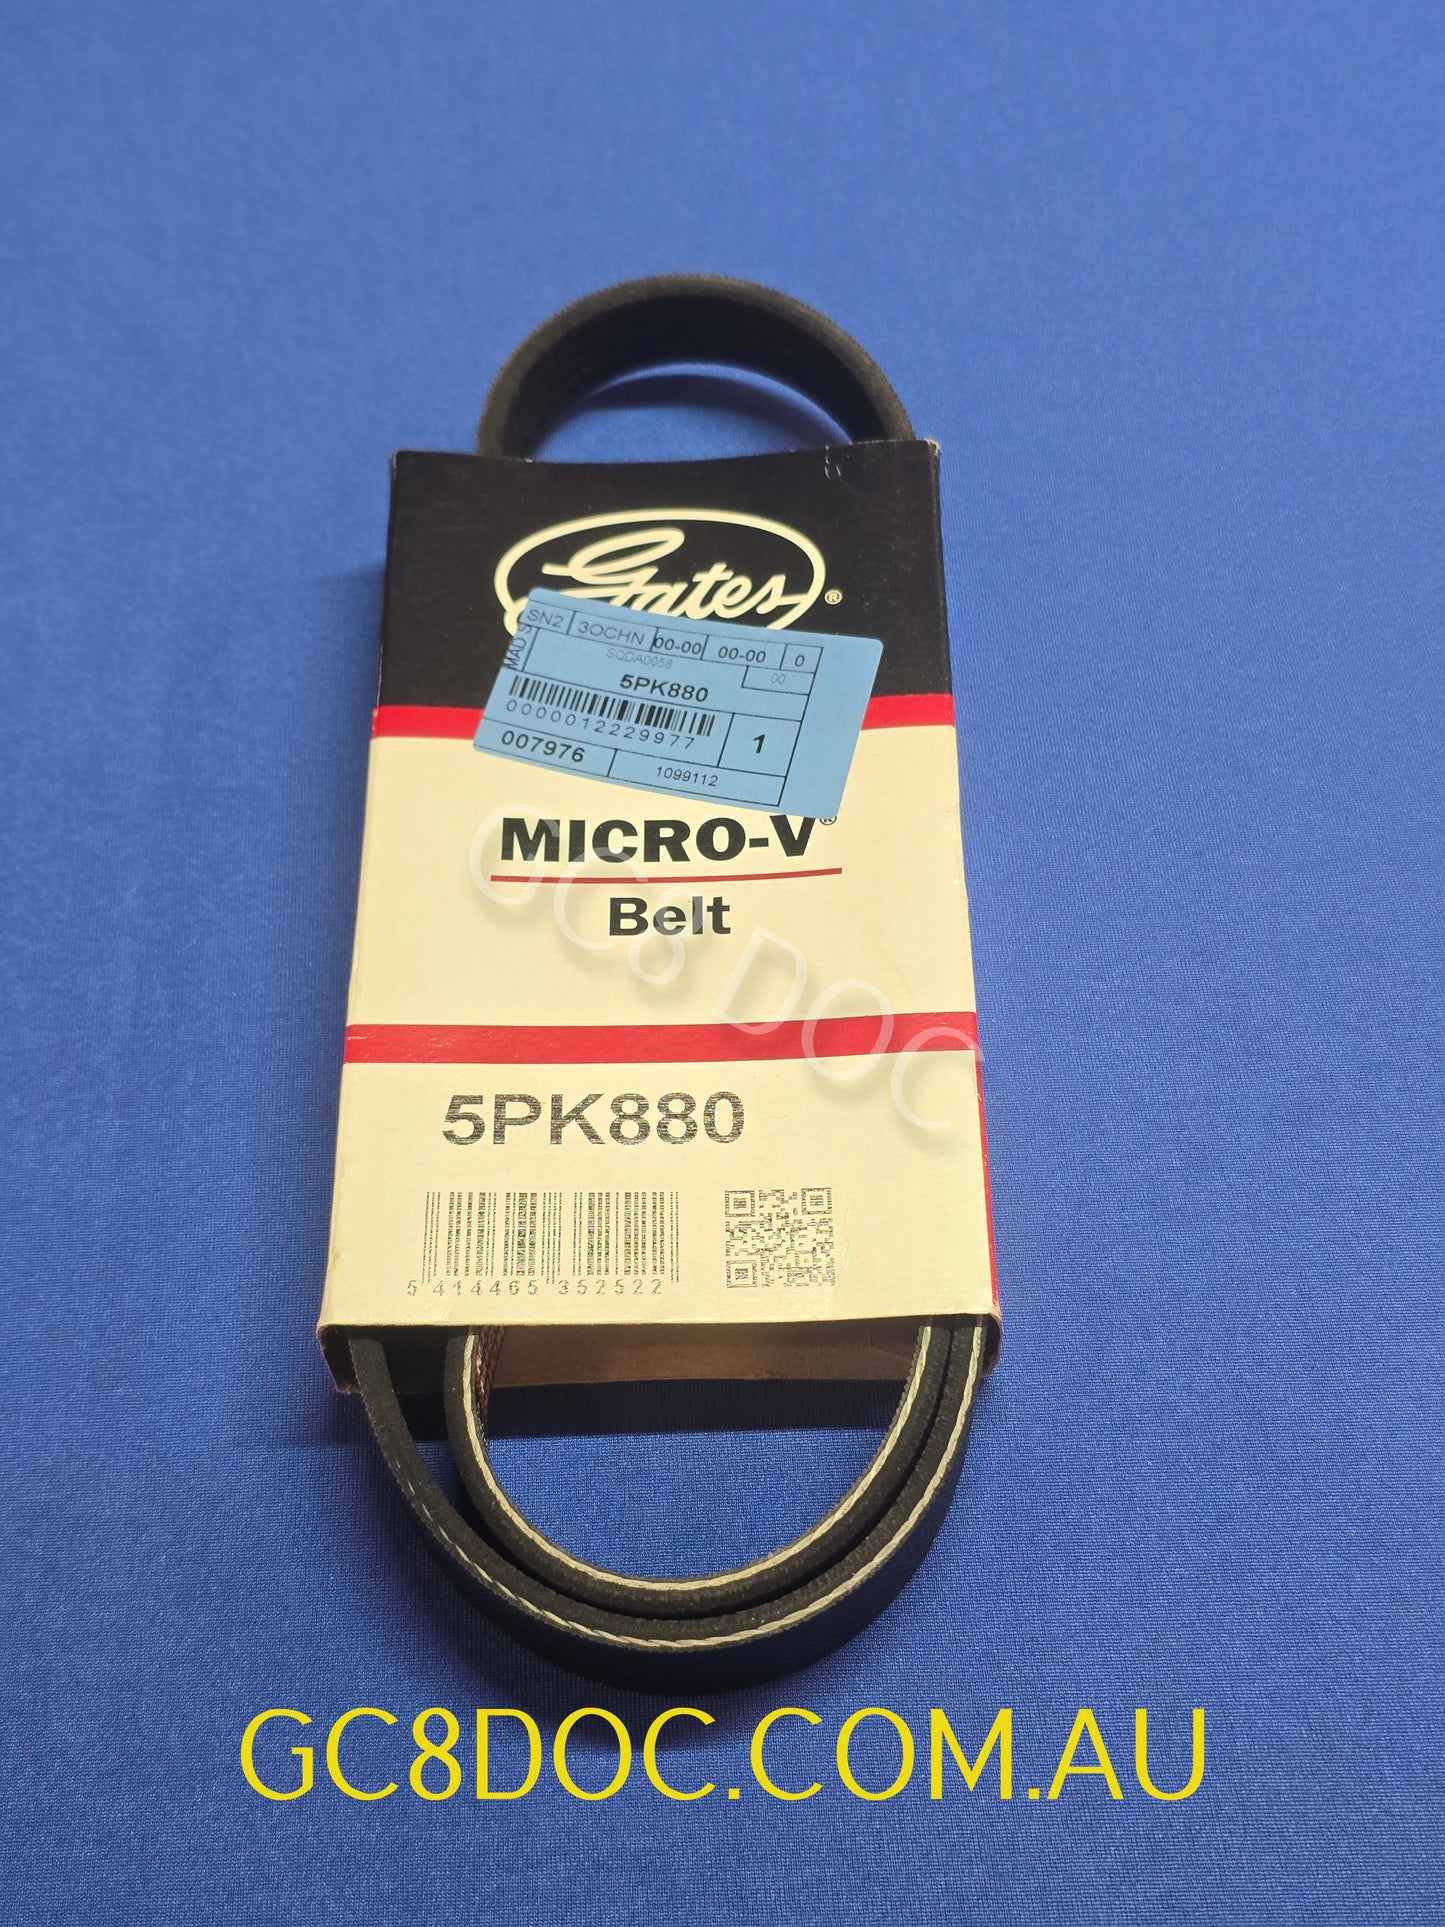 Gates®
SN2 3OCHN 00-00 00-00 0
SQDA0058 00
MAD S
5PK880
0000012229977 1
007976 1099112
MICRO-V®
Belt
GC8 DOC
5PK880
5 414465 352522
GC8DOC.COM.AU